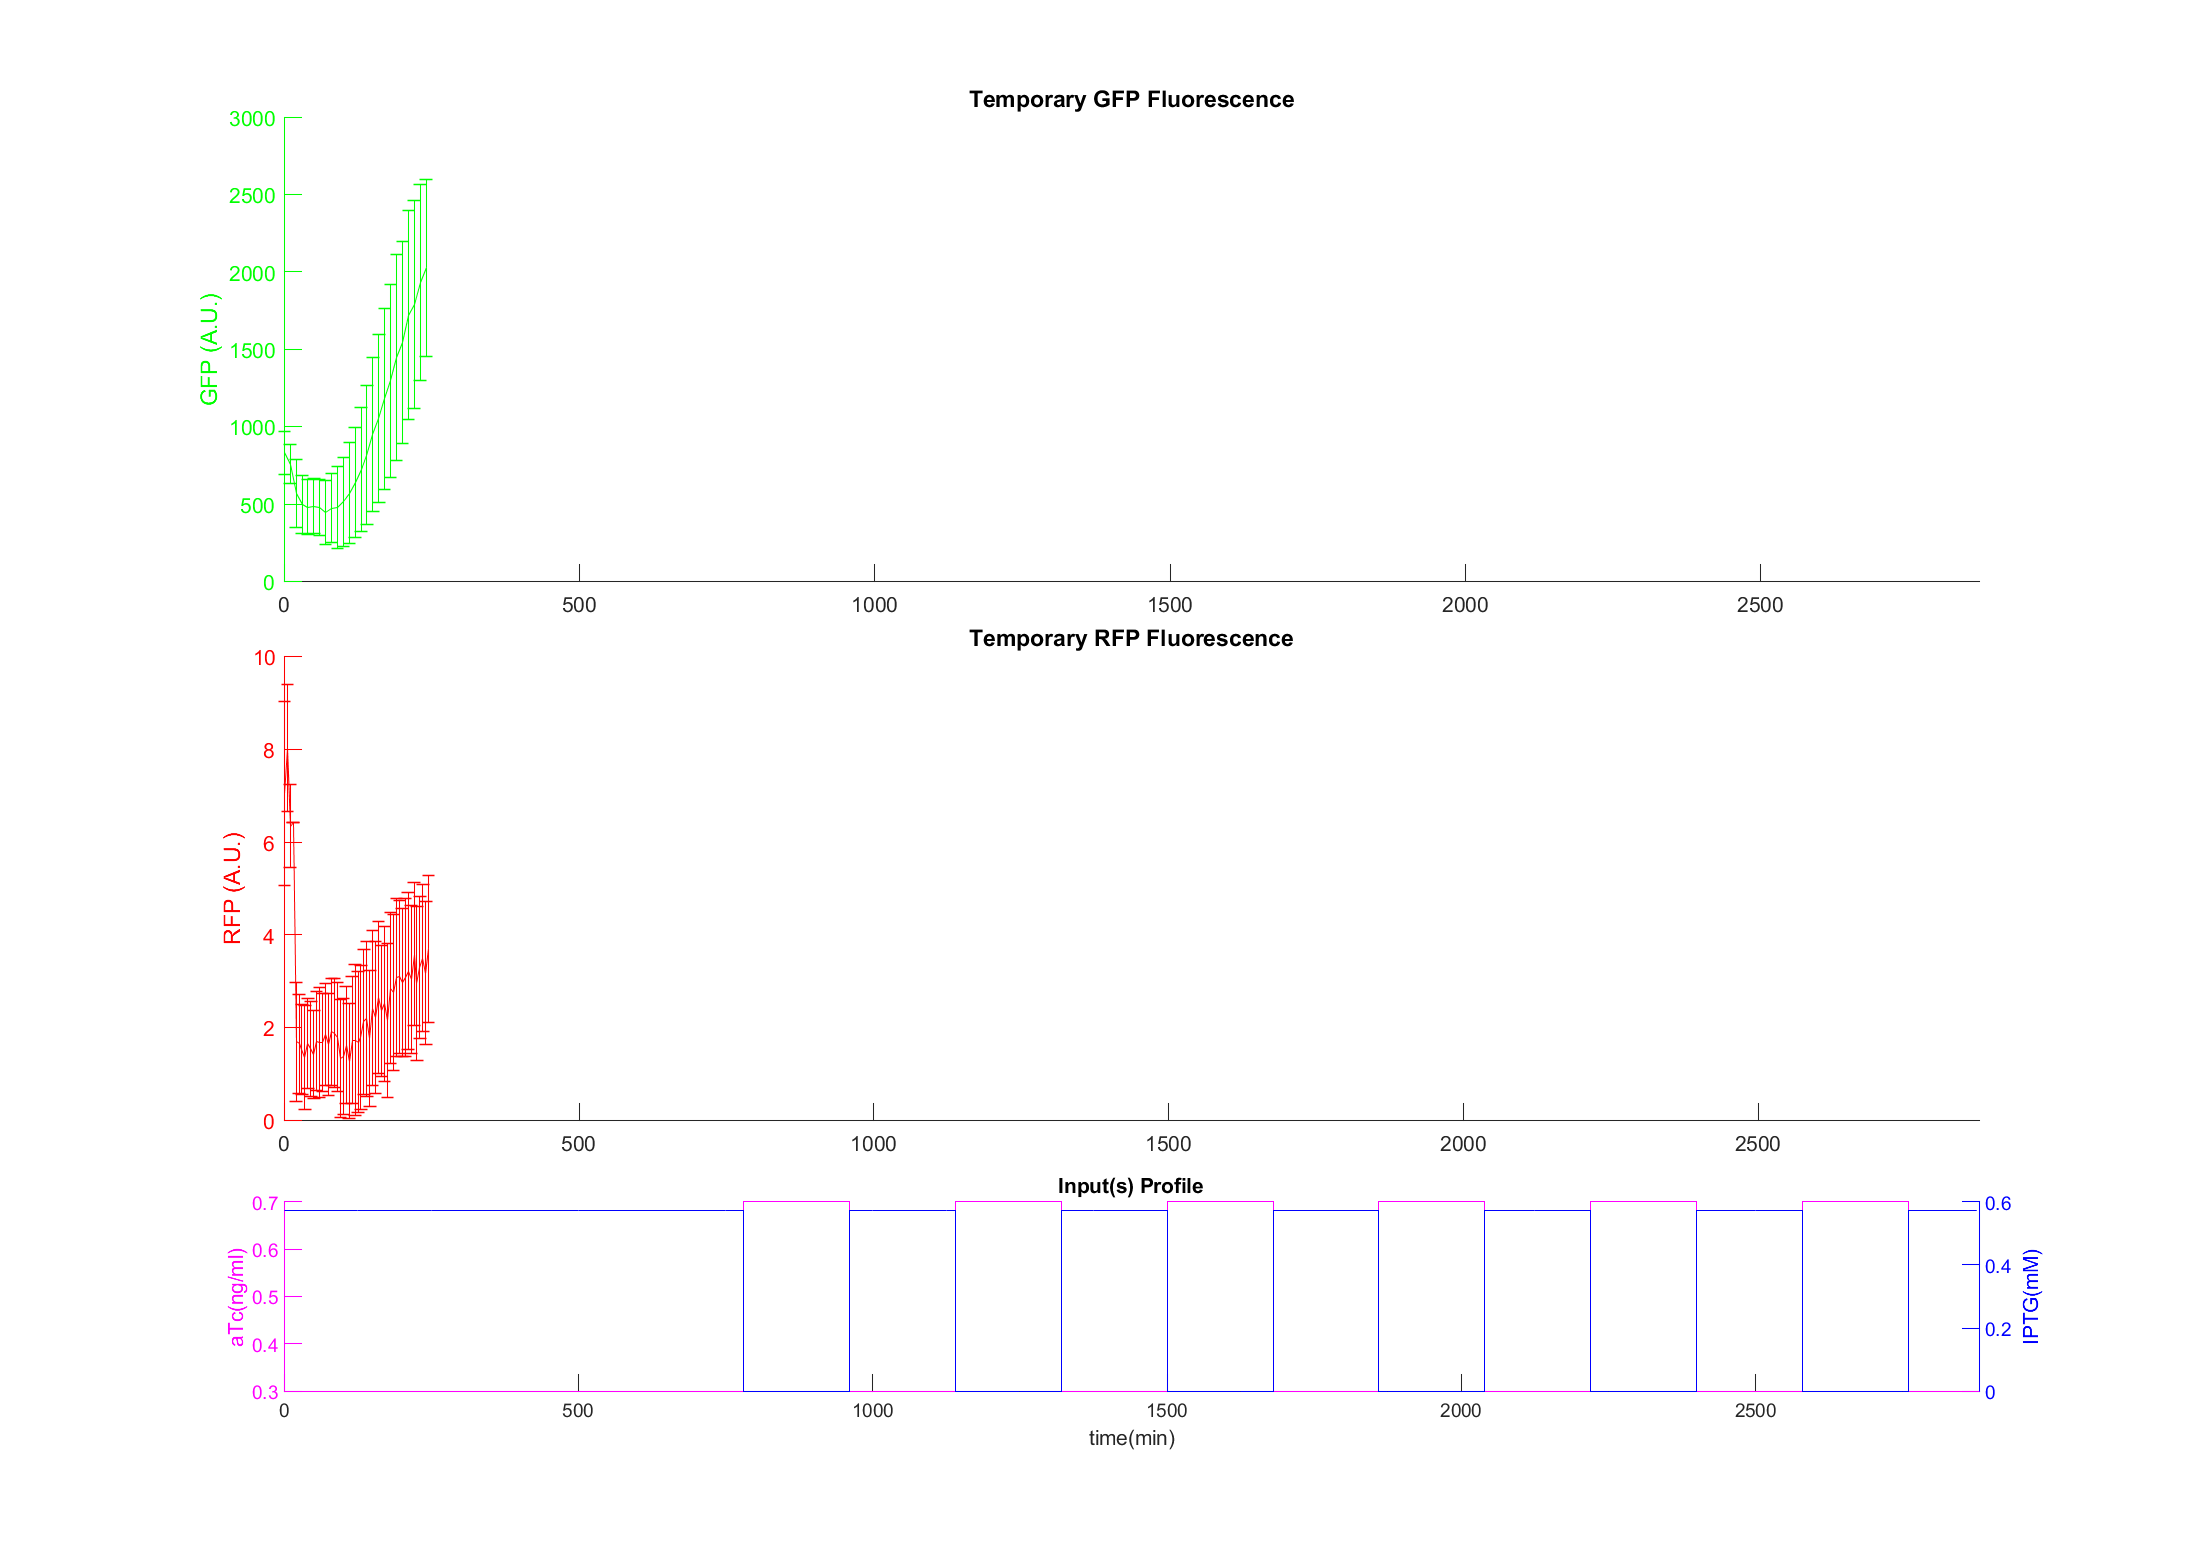 Temporary GFP Fluorescence
3000
2500
2000
1500
1000
500
0
GFP (A.U.)
0 500 1000 1500 2000 2500
Temporary RFP Fluorescence
10
8
6
4
2
0
RFP (A.U.)
0 500 1000 1500 2000 2500
Input(s) Profile
0.7
0.6
0.5
0.4
0.3
aTc(ng/ml)
0.6
0.4
0.2
0
IPTG(mM)
0 500 1000 1500 2000 2500
time(min)